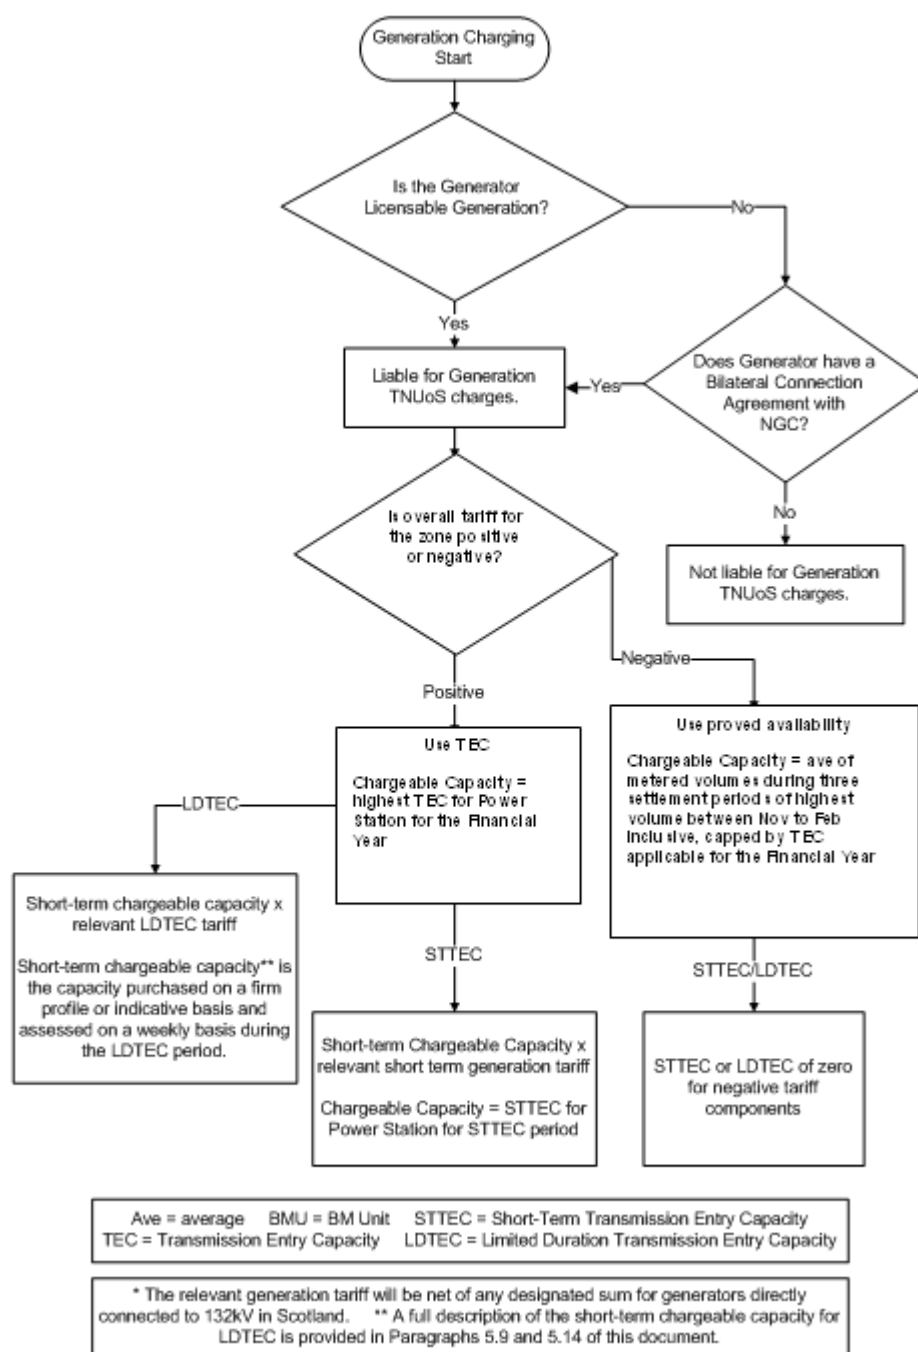 Generation Charging
Start
Is the Generator
Licensable Generation?
No
Yes
Does Generator have a
Bilateral Connection
Agreement with
NGC?
Yes
Liable for Generation
TNUoS charges.
No
Not liable for Generation
TNUoS charges.
Is overall tariff for
the zone positive
or negative?
Negative
Positive
Use TEC
Chargeable Capacity =
highest TEC for Power
Station for the Financial
Year
Use proved availability
Chargeable Capacity = ave of
metered volumes during three
settlement periods of highest
volume between Nov to Feb
inclusive, capped by TEC
applicable for the Financial Year
LDTEC
Short-term chargeable capacity x
relevant LDTEC tariff
Short-term chargeable capacity** is
the capacity purchased on a firm
profile or indicative basis and
assessed on a weekly basis during
the LDTEC period.
STTEC
Short-term Chargeable Capacity x
relevant short term generation tariff
Chargeable Capacity = STTEC for
Power Station for STTEC period
STTEC/LDTEC
STTEC or LDTEC of zero
for negative tariff
components
Ave = average BMU = BM Unit STTEC = Short-Term Transmission Entry Capacity
TEC = Transmission Entry Capacity LDTEC = Limited Duration Transmission Entry Capacity
* The relevant generation tariff will be net of any designated sum for generators directly
connected to 132kV in Scotland. ** A full description of the short-term chargeable capacity for
LDTEC is provided in Paragraphs 5.9 and 5.14 of this document.